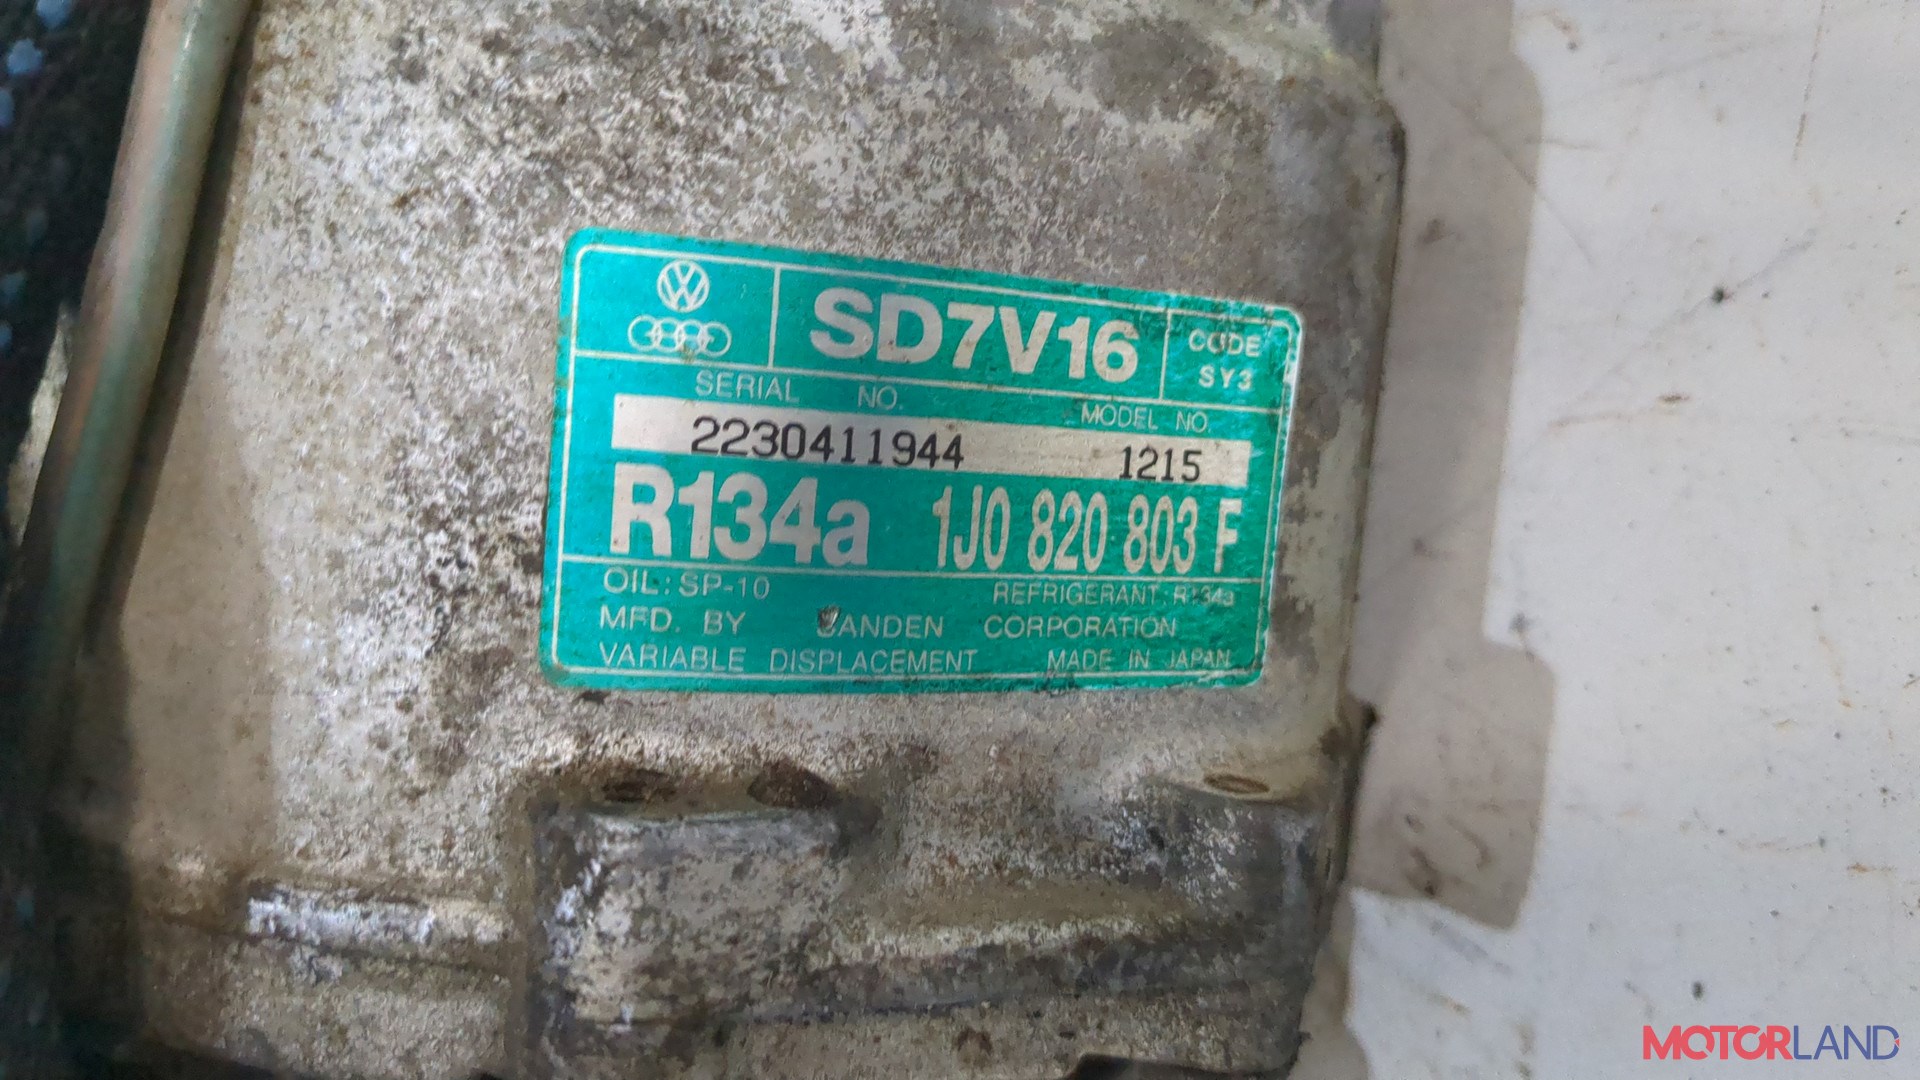 SD7V16
CODE
SY3
SERIAL NO.
MODEL NO.
2230411944 1215
R134a 1J0 820 803 F
OIL: SP-10 REFRIGERANT: R134a
MFD. BY SANDEN CORPORATION
VARIABLE DISPLACEMENT MADE IN JAPAN
MOTORLAND